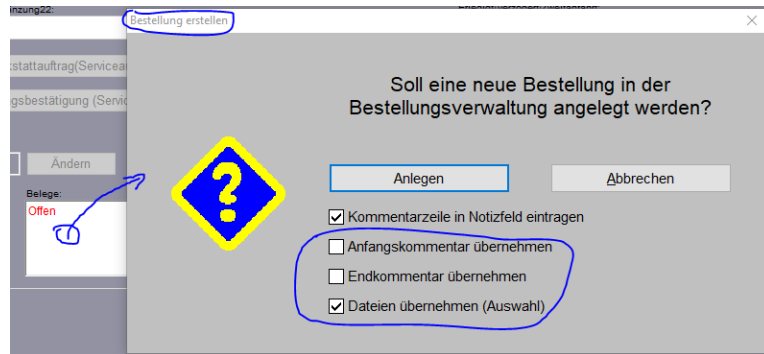 Bestellung erstellen
Soll eine neue Bestellung in der
Bestellungsverwaltung angelegt werden?
Ändern
Anlegen
Abbrechen
Belege:
Offen
Kommentarzeile in Notizfeld eintragen
Anfangskommentar übernehmen
Endkommentar übernehmen
Dateien übernehmen (Auswahl)